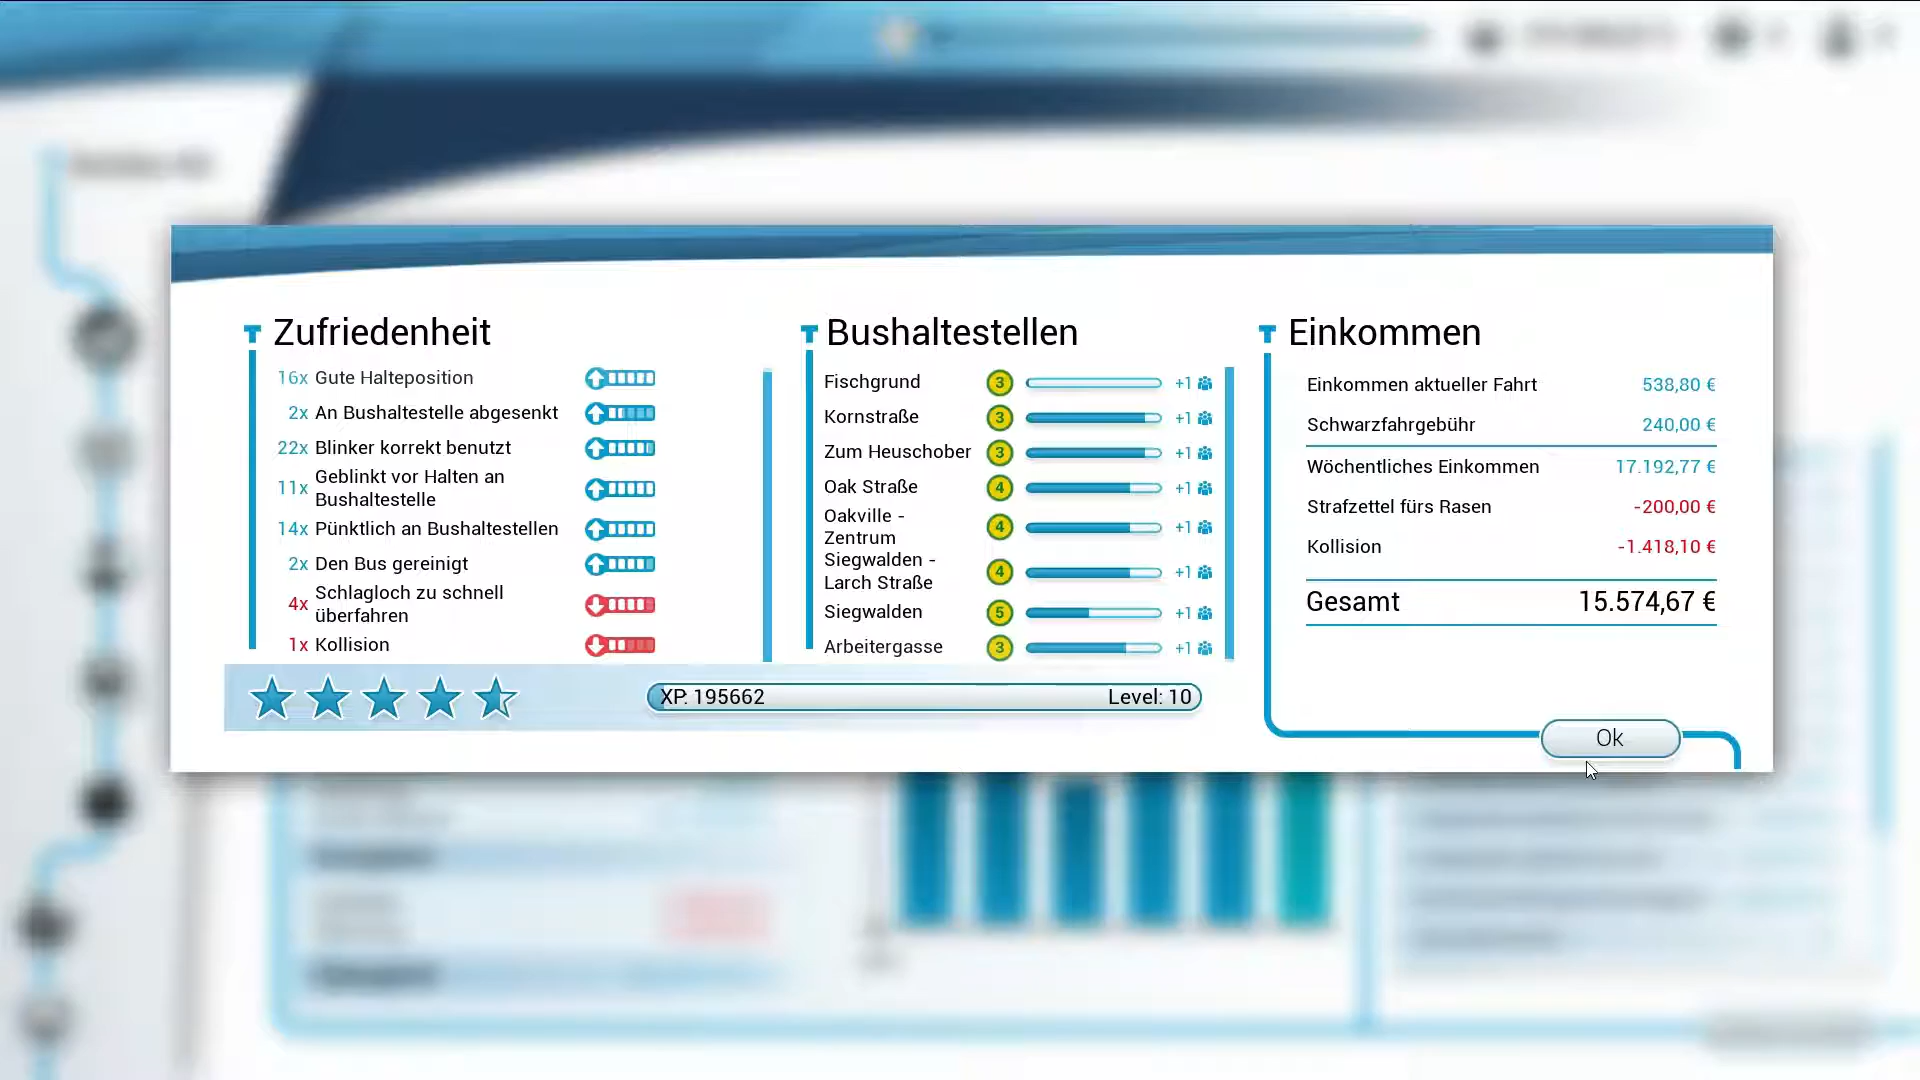 Zufriedenheit
16x Gute Halteposition
2x An Bushaltestelle abgesenkt
22x Blinker korrekt benutzt
11x Geblinkt vor Halten an
Bushaltestelle
14x Pünktlich an Bushaltestellen
2x Den Bus gereinigt
4x Schlagloch zu schnell
überfahren
1x Kollision
Bushaltestellen
Fischgrund 3 +1
Kornstraße 3 +1
Zum Heuschober 3 +1
Oak Straße 4 +1
Oakville -
Zentrum 4 +1
Siegwalden -
Larch Straße 4 +1
Siegwalden 5 +1
Arbeitergasse 3 +1
Einkommen
Einkommen aktueller Fahrt 538,80 €
Schwarzfahrgebühr 240,00 €
Wöchentliches Einkommen 17.192,77 €
Strafzettel fürs Rasen -200,00 €
Kollision -1.418,10 €
Gesamt 15.574,67 €
XP: 195662 Level: 10
Ok